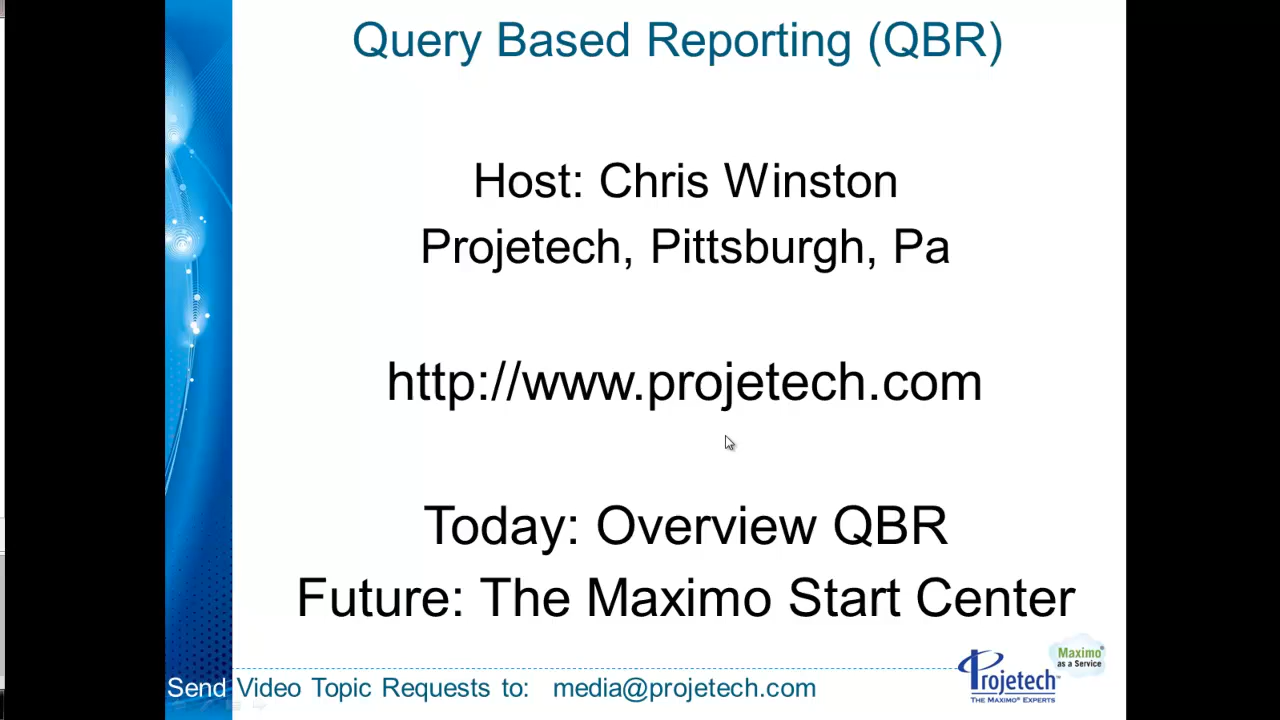 Query Based Reporting (QBR)
Host: Chris Winston
Projetech, Pittsburgh, Pa
http://www.projetech.com
Today: Overview QBR
Future: The Maximo Start Center
Maximo®
as a Service
Projetech™
THE MAXIMO® EXPERTS
Send Video Topic Requests to: media@projetech.com